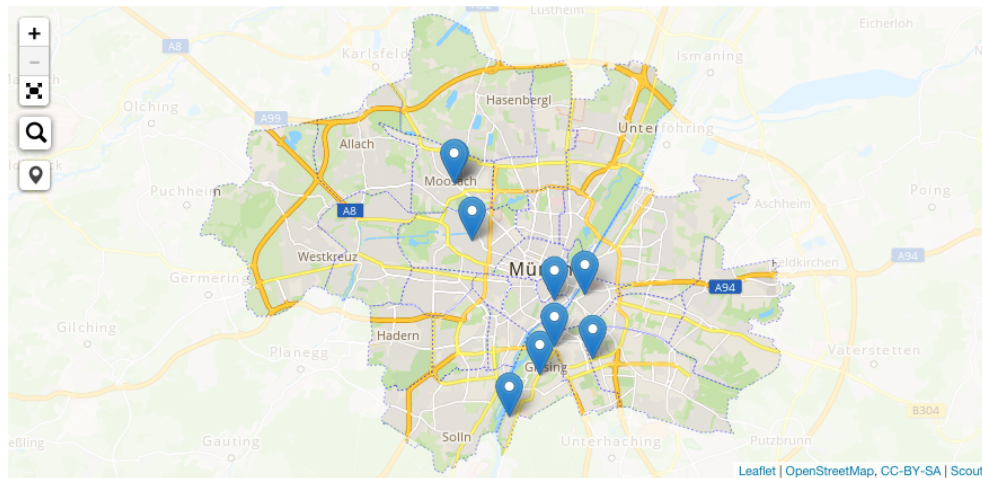 Lustheim
Eicherloh
A8
Karlsfeld
Ismaning
Olching
A99
Hasenbergl
Unterföhring
Allach
Moosach
Puchheim
Poing
Aschheim
A8
Westkreuz
Feldkirchen
A94
Germering
A94
Gilching
Hadern
Planegg
Giesing
Vaterstetten
B304
Solln
Gauting
Unterhaching
Putzbrunn
Leaflet | OpenStreetMap, CC-BY-SA | Scout